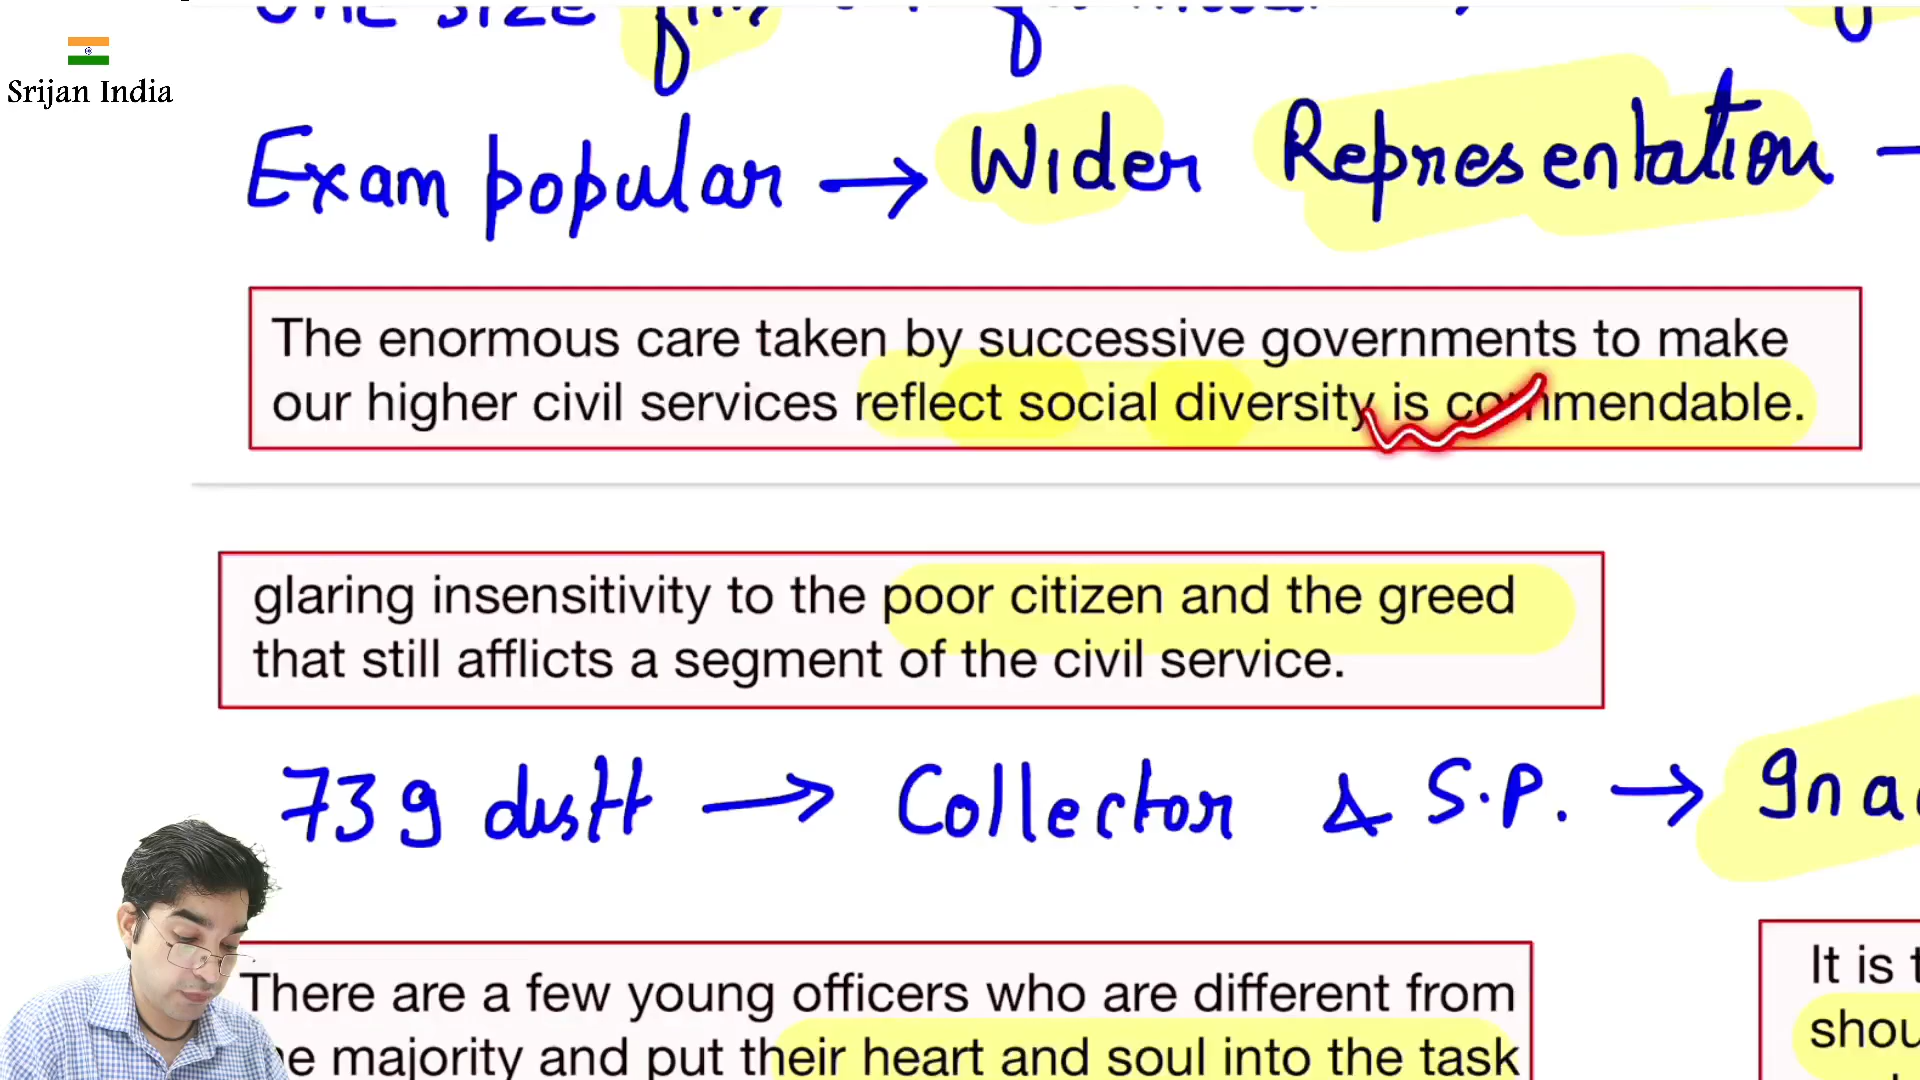 one size
Srijan India
Exam popular → Wider Representation →
The enormous care taken by successive governments to make
our higher civil services reflect social diversity is commendable.
glaring insensitivity to the poor citizen and the greed
that still afflicts a segment of the civil service.
739 distt → Collector & S.P. →
There are a few young officers who are different from
majority and put their heart and soul into the task
It is